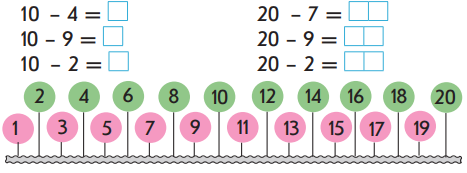 10 - 4 =
10 - 9 =
10 - 2 =
20 - 7 =
20 - 9 =
20 - 2 =
2 4 6 8 10 12 14 16 18 20
1 3 5 7 9 11 13 15 17 19